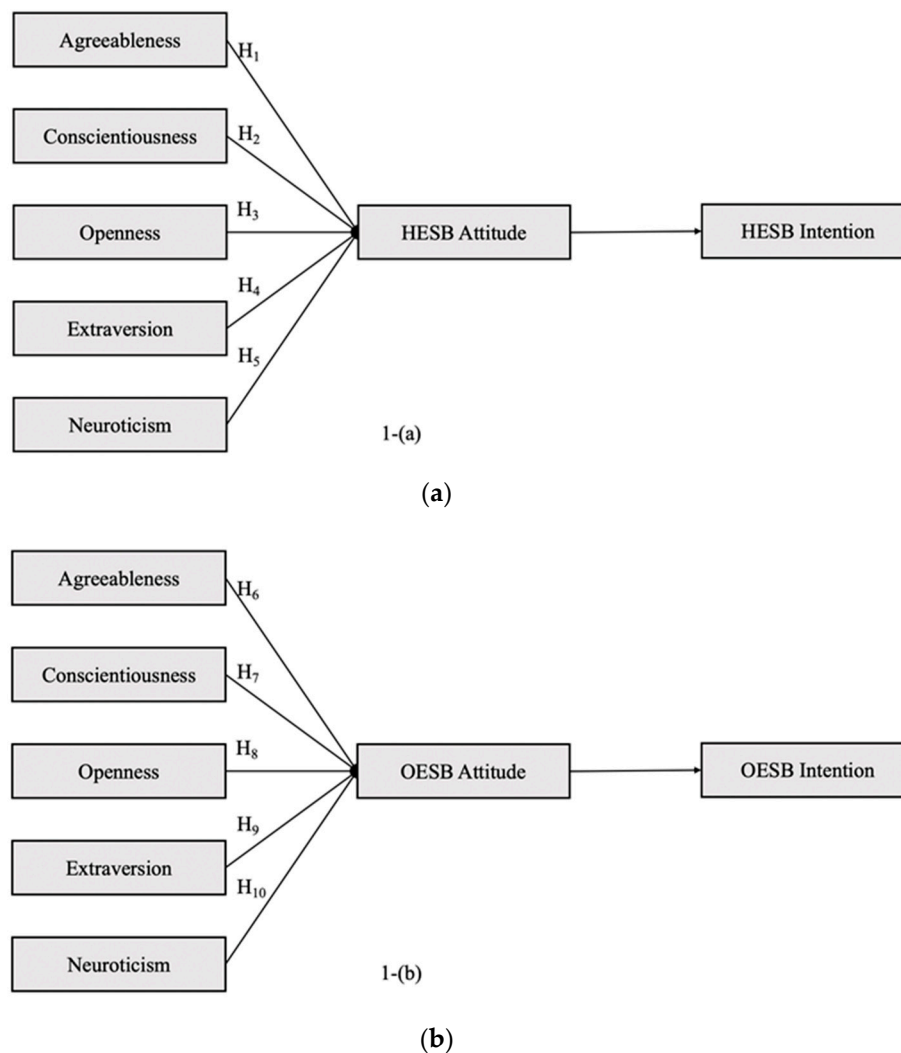 Agreeableness
H₁
Conscientiousness
H₂
Openness
H₃
HESB Attitude
HESB Intention
Extraversion
H₄
Neuroticism
H₅
1-(a)
(a)
Agreeableness
H₆
Conscientiousness
H₇
Openness
H₈
OESB Attitude
OESB Intention
Extraversion
H₉
Neuroticism
H₁₀
1-(b)
(b)